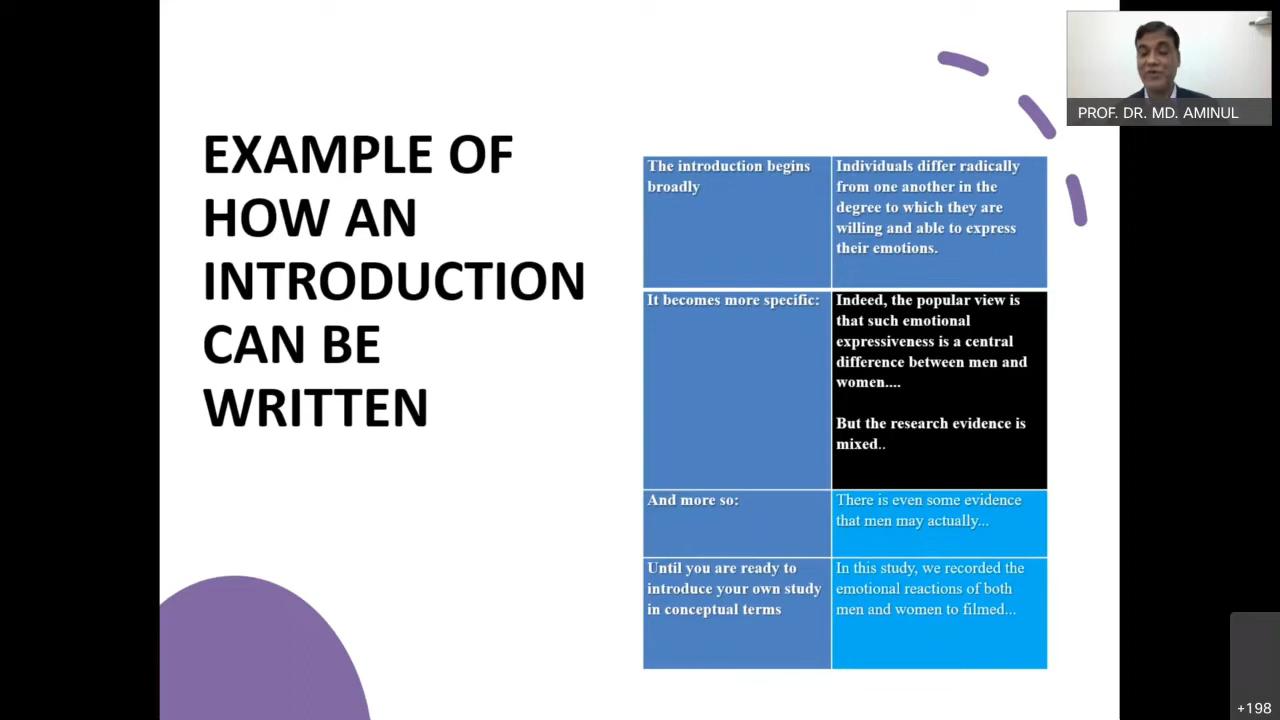 EXAMPLE OF
HOW AN
INTRODUCTION
CAN BE
WRITTEN
The introduction begins
broadly
Individuals differ radically
from one another in the
degree to which they are
willing and able to express
their emotions.
It becomes more specific:
Indeed, the popular view is
that such emotional
expressiveness is a central
difference between men and
women....
But the research evidence is
mixed..
And more so:
There is even some evidence
that men may actually...
Until you are ready to
introduce your own study
in conceptual terms
In this study, we recorded the
emotional reactions of both
men and women to filmed...
PROF. DR. MD. AMINUL
+198